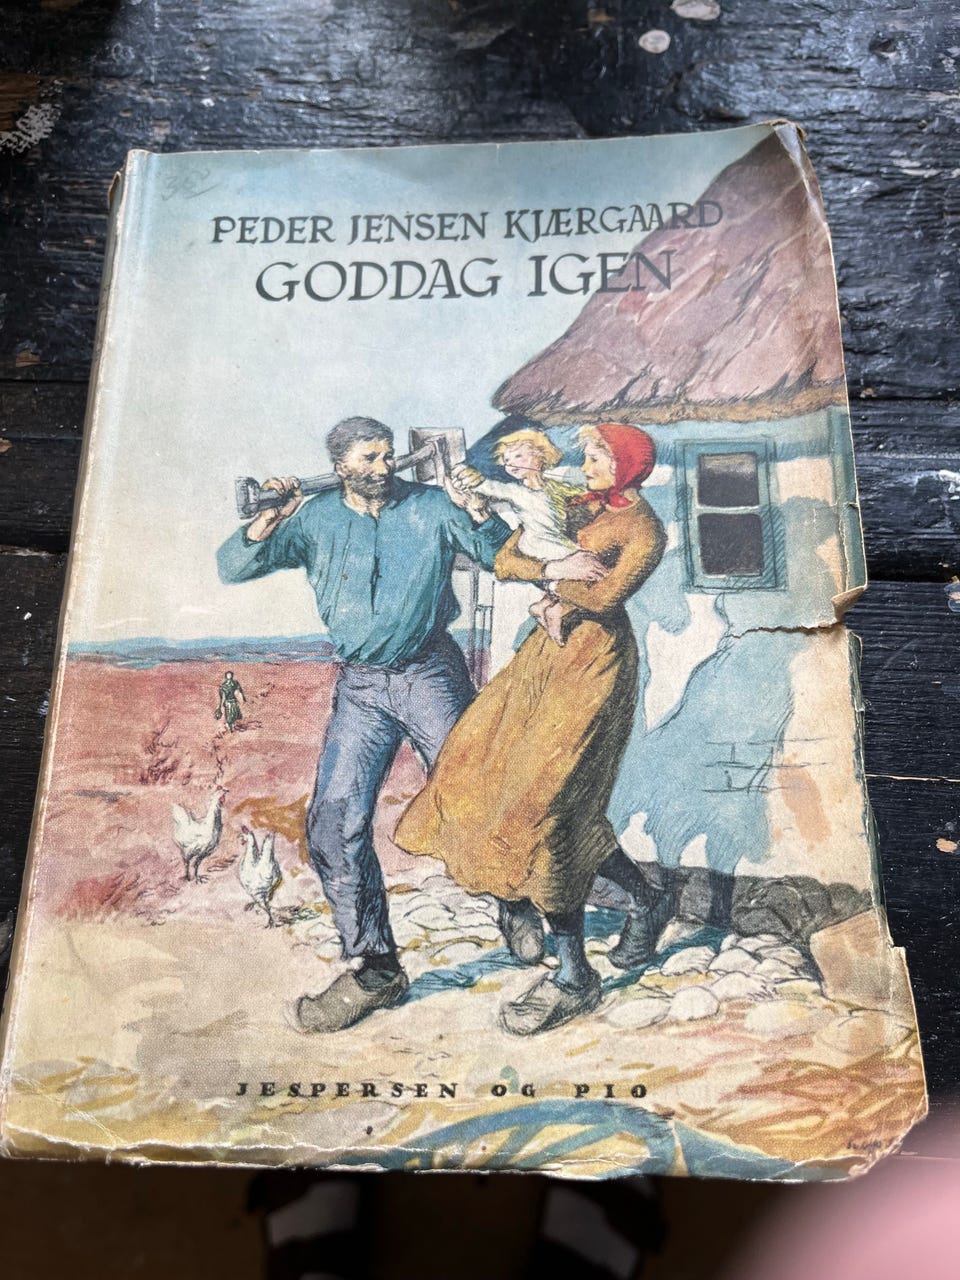 PEDER JENSEN KJÆRGAARD
GODDAG IGEN
JESPERSEN OG PIO